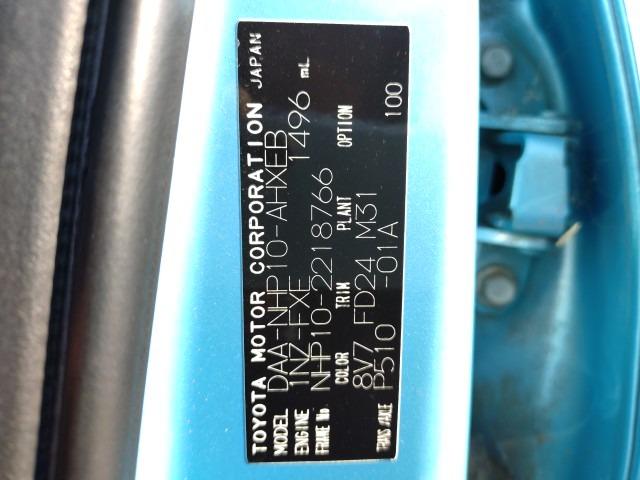 TOYOTA MOTOR CORPORATION JAPAN
MODEL DAA-NHP10-AHXEB
ENGINE 1NZ-FXE 1496 mL
FRAME No. NHP10-2218766
COLOR TRIM PLANT OPTION
8V7 FD24 M31 100
TRANS/AXLE P510 -01A